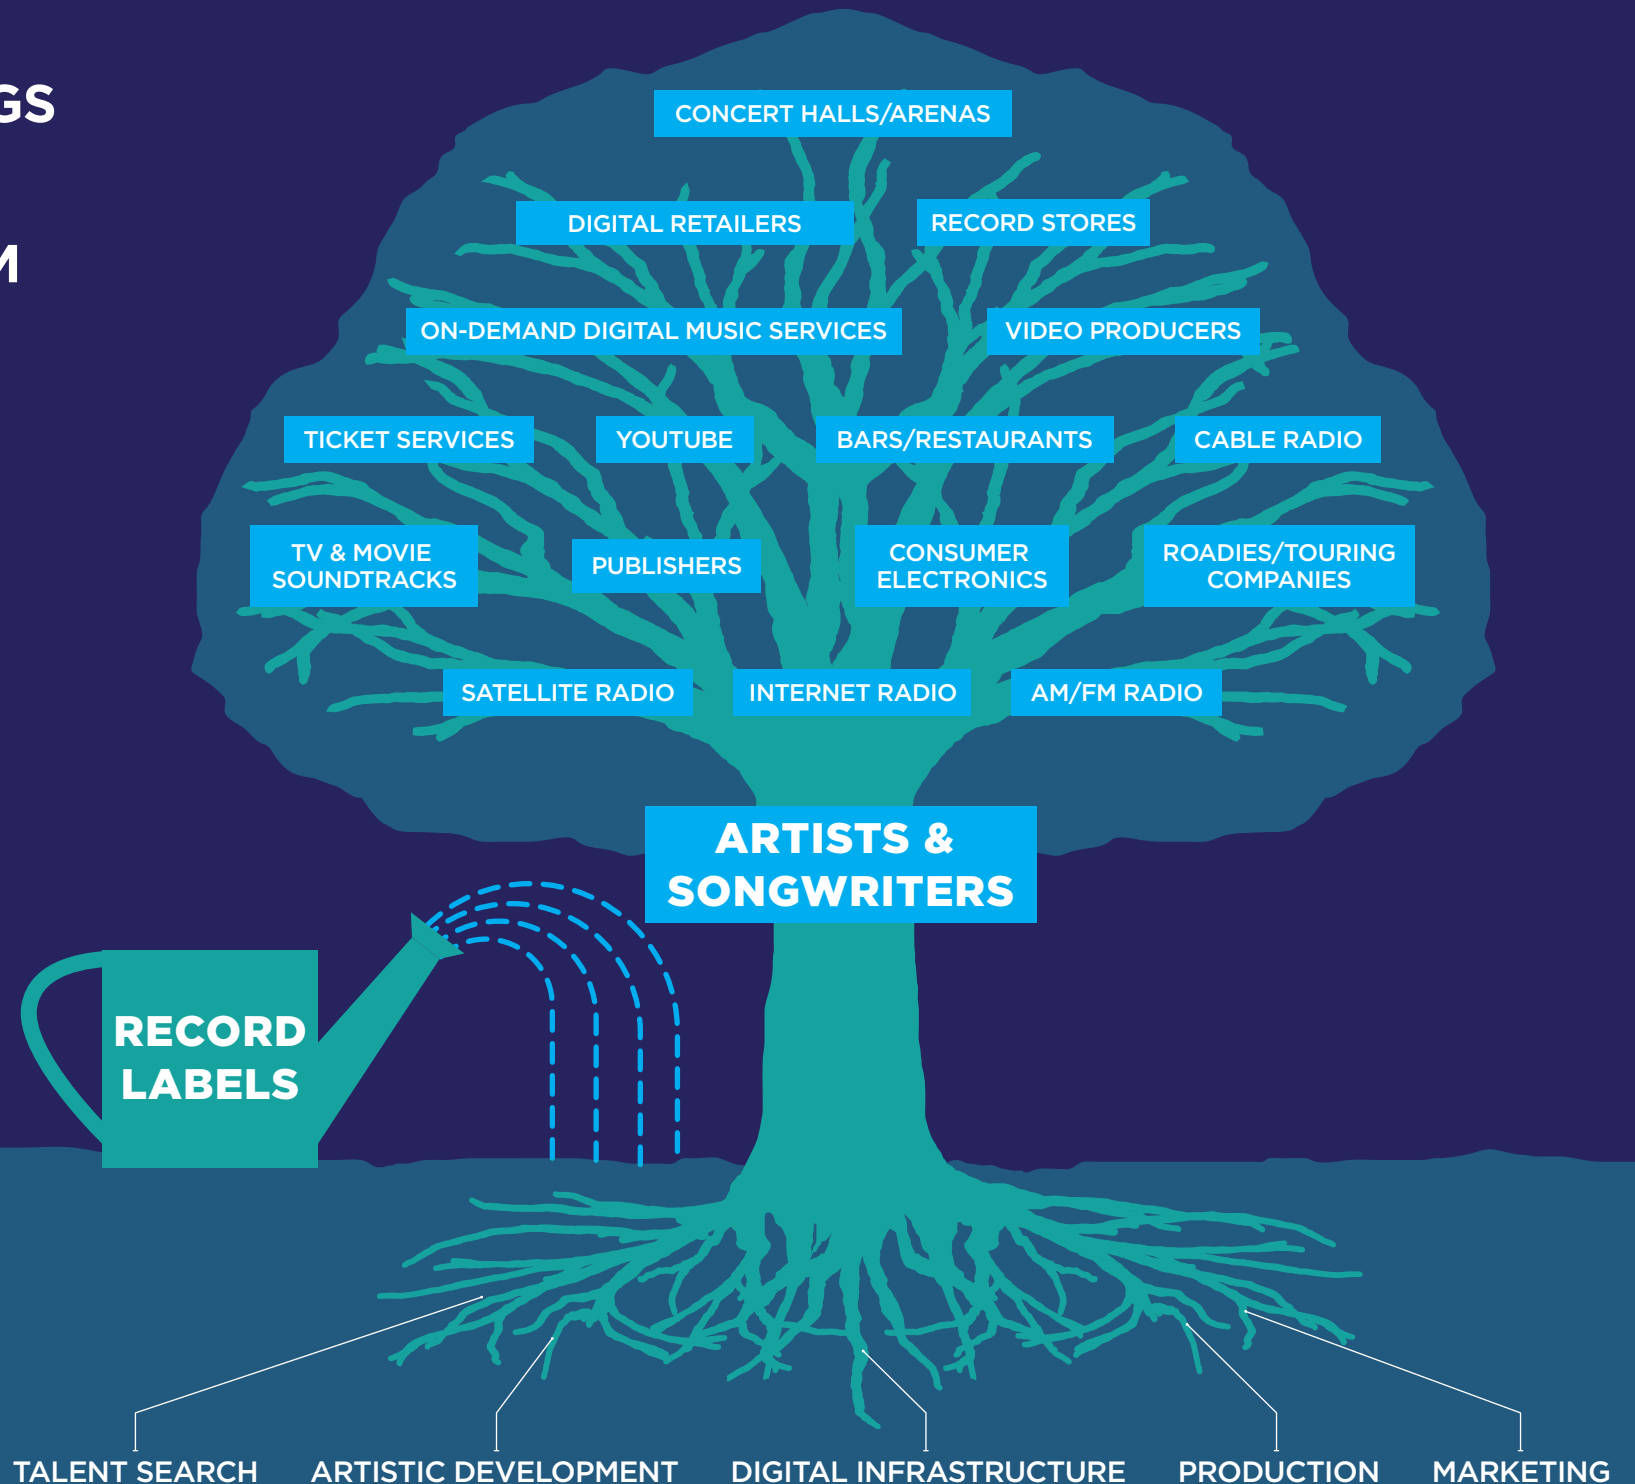 GS
M
CONCERT HALLS/ARENAS
DIGITAL RETAILERS
RECORD STORES
ON-DEMAND DIGITAL MUSIC SERVICES
VIDEO PRODUCERS
TICKET SERVICES
YOUTUBE
BARS/RESTAURANTS
CABLE RADIO
TV & MOVIE
SOUNDTRACKS
PUBLISHERS
CONSUMER
ELECTRONICS
ROADIES/TOURING
COMPANIES
SATELLITE RADIO
INTERNET RADIO
AM/FM RADIO
ARTISTS &
SONGWRITERS
RECORD
LABELS
TALENT SEARCH
ARTISTIC DEVELOPMENT
DIGITAL INFRASTRUCTURE
PRODUCTION
MARKETING